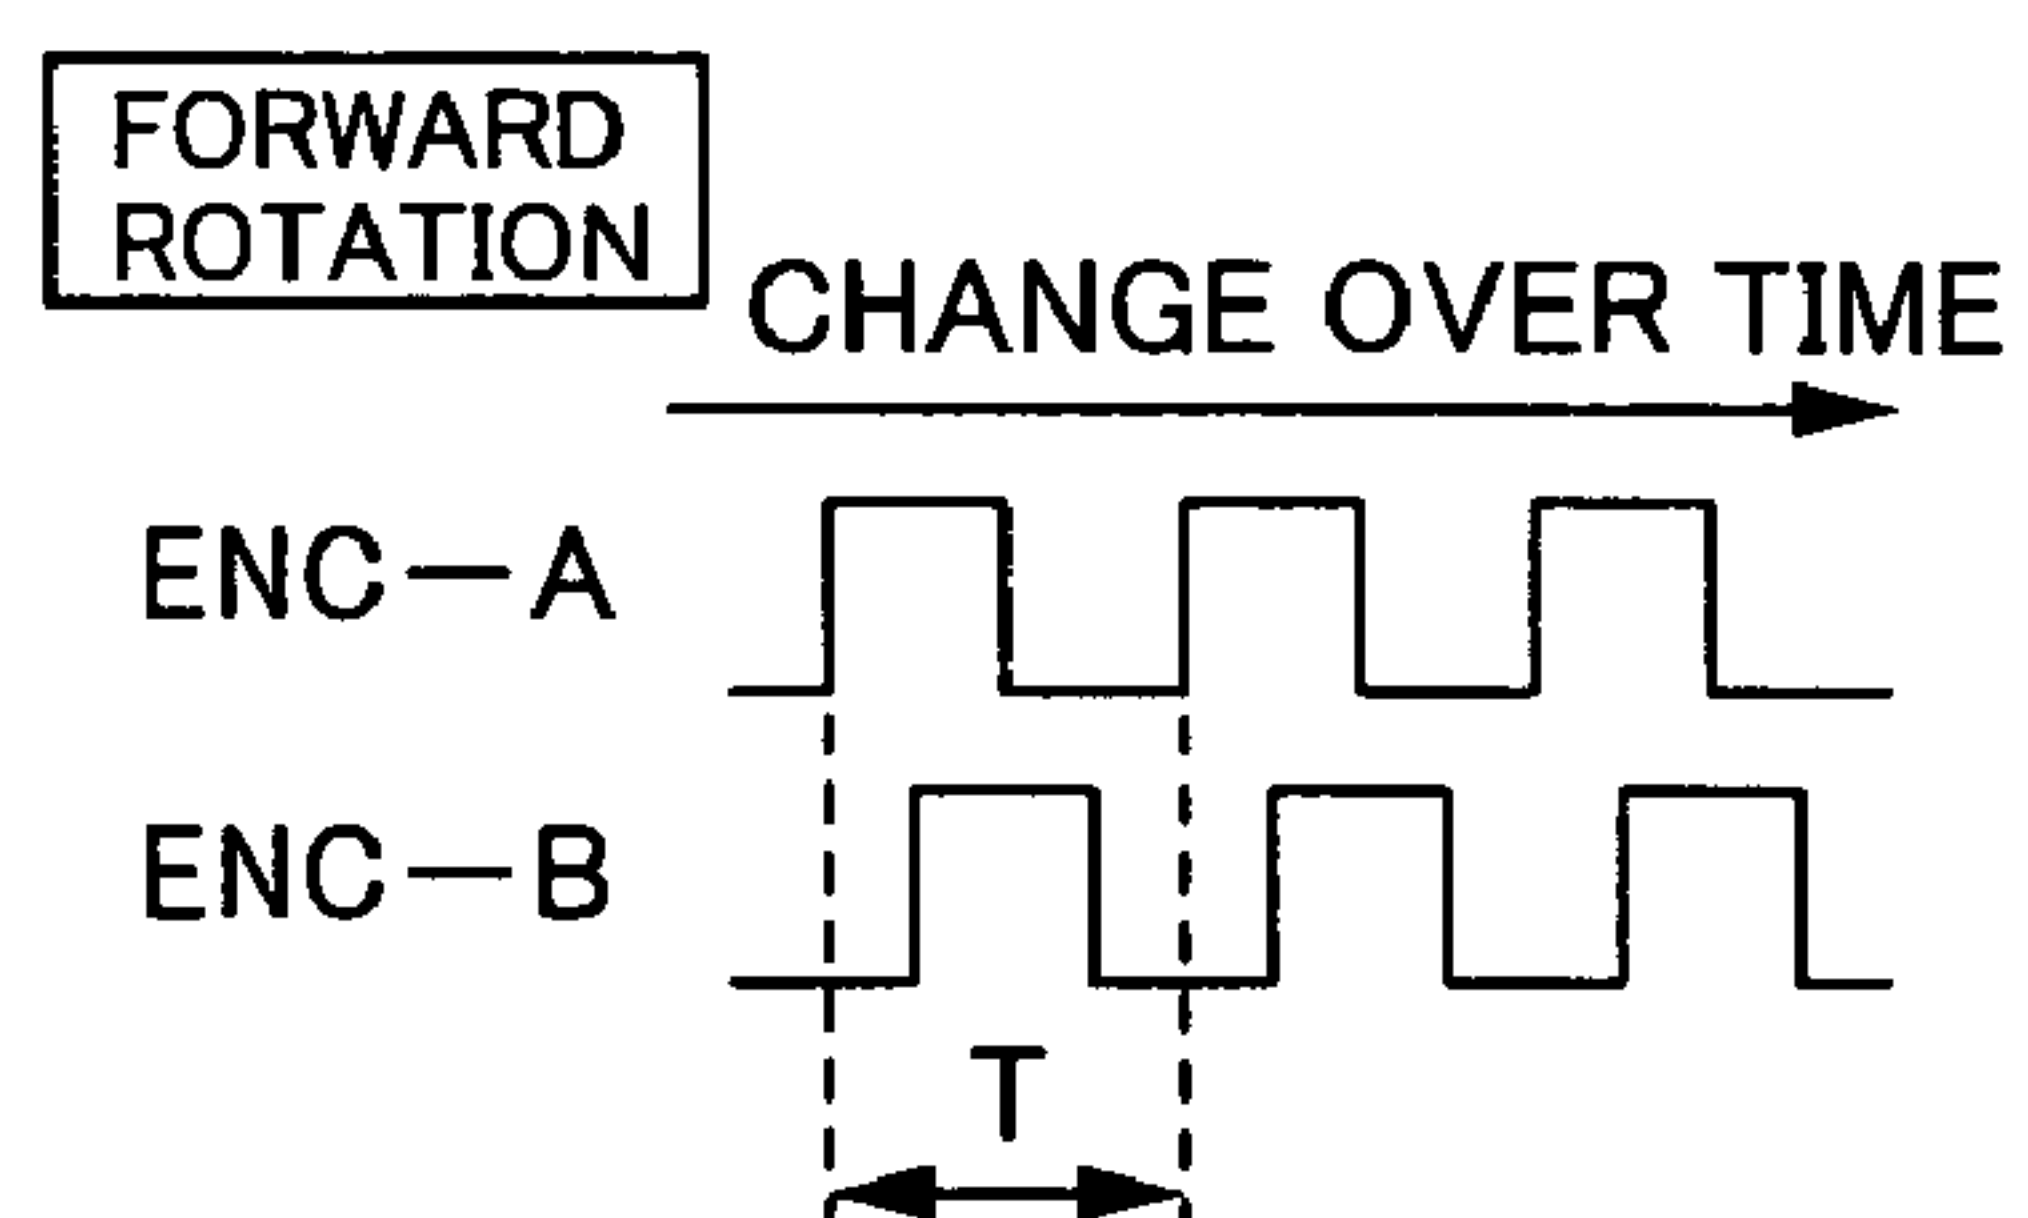 FORWARD
ROTATION
CHANGE OVER TIME
ENC-A
ENC-B
T